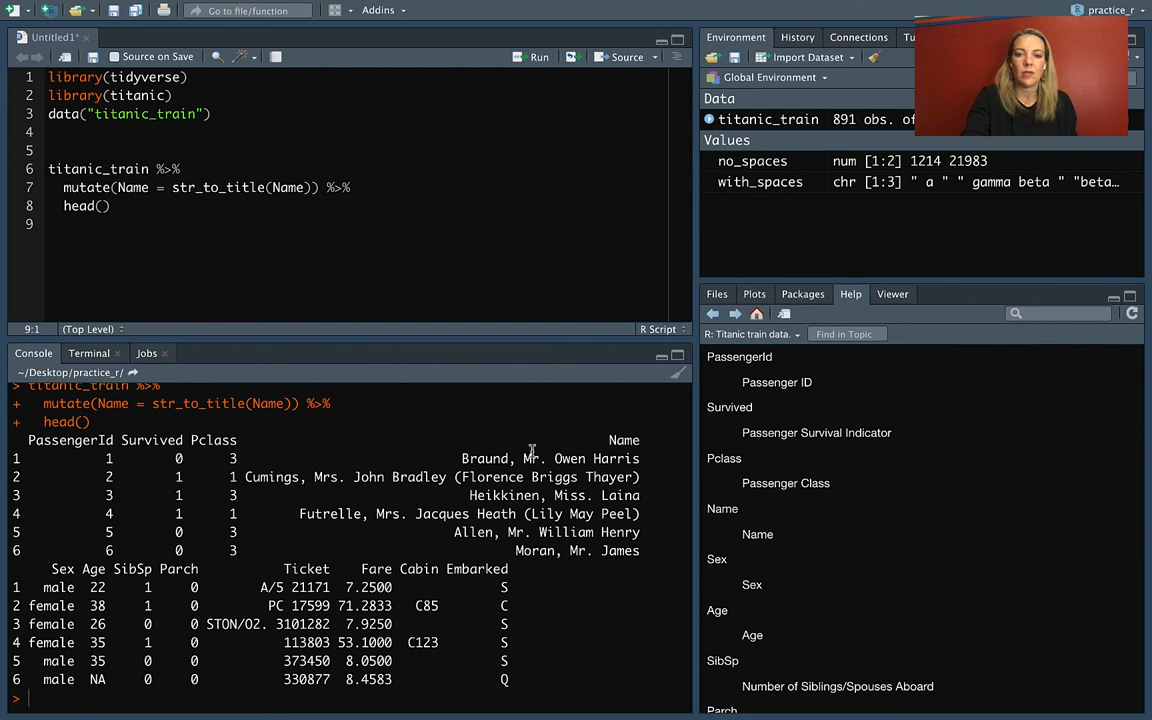 Go to file/function
Addins
practice_r
Untitled1*
Source on Save
Run
Source
1 library(tidyverse)
2 library(titanic)
3 data("titanic_train")
4
5
6 titanic_train %>%
7 mutate(Name = str_to_title(Name)) %>%
8 head()
9
9:1 (Top Level) R Script
Console Terminal Jobs
~/Desktop/practice_r/
> titanic_train %>%
+ mutate(Name = str_to_title(Name)) %>%
+ head()
PassengerId Survived Pclass Name
1 1 0 3 Braund, Mr. Owen Harris
2 2 1 1 Cumings, Mrs. John Bradley (Florence Briggs Thayer)
3 3 1 3 Heikkinen, Miss. Laina
4 4 1 1 Futrelle, Mrs. Jacques Heath (Lily May Peel)
5 5 0 3 Allen, Mr. William Henry
6 6 0 3 Moran, Mr. James
Sex Age SibSp Parch Ticket Fare Cabin Embarked
1 male 22 1 0 A/5 21171 7.2500 S
2 female 38 1 0 PC 17599 71.2833 C85 C
3 female 26 0 0 STON/O2. 3101282 7.9250 S
4 female 35 1 0 113803 53.1000 C123 S
5 male 35 0 0 373450 8.0500 S
6 male NA 0 0 330877 8.4583 Q
>
Environment History Connections Tu
Import Dataset
Global Environment
Data
titanic_train 891 obs. of
Values
no_spaces num [1:2] 1214 21983
with_spaces chr [1:3] " a " " gamma beta " "beta…
Files Plots Packages Help Viewer
R: Titanic train data. Find in Topic
PassengerId
Passenger ID
Survived
Passenger Survival Indicator
Pclass
Passenger Class
Name
Name
Sex
Sex
Age
Age
SibSp
Number of Siblings/Spouses Aboard
Parch